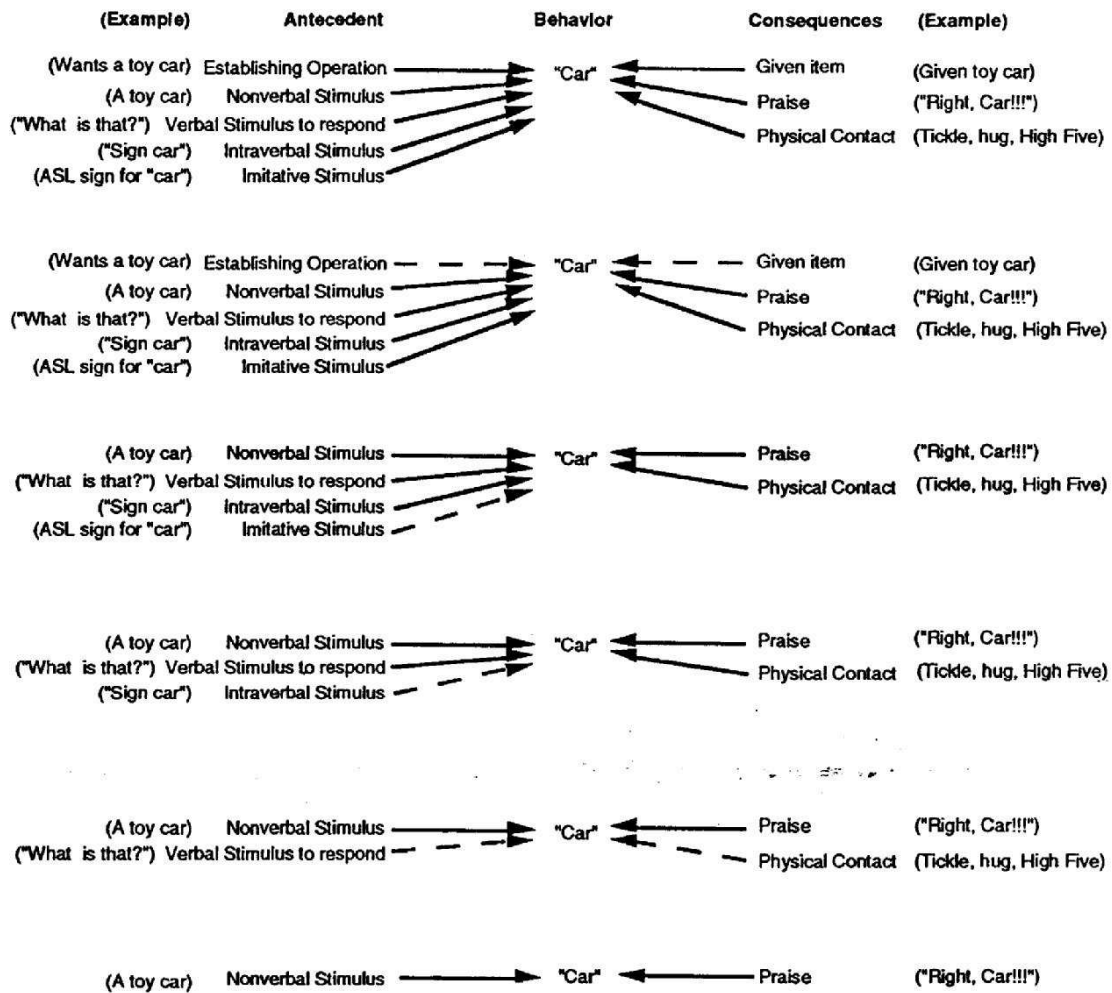 (Example) Antecedent Behavior Consequences (Example)
(Wants a toy car) Establishing Operation "Car" Given item (Given toy car)
(A toy car) Nonverbal Stimulus Praise ("Right, Car!!!")
("What is that?") Verbal Stimulus to respond Physical Contact (Tickle, hug, High Five)
("Sign car") Intraverbal Stimulus
(ASL sign for "car") Imitative Stimulus
(Wants a toy car) Establishing Operation "Car" Given item (Given toy car)
(A toy car) Nonverbal Stimulus Praise ("Right, Car!!!")
("What is that?") Verbal Stimulus to respond Physical Contact (Tickle, hug, High Five)
("Sign car") Intraverbal Stimulus
(ASL sign for "car") Imitative Stimulus
(A toy car) Nonverbal Stimulus "Car" Praise ("Right, Car!!!")
("What is that?") Verbal Stimulus to respond Physical Contact (Tickle, hug, High Five)
("Sign car") Intraverbal Stimulus
(ASL sign for "car") Imitative Stimulus
(A toy car) Nonverbal Stimulus "Car" Praise ("Right, Car!!!")
("What is that?") Verbal Stimulus to respond Physical Contact (Tickle, hug, High Five)
("Sign car") Intraverbal Stimulus
(A toy car) Nonverbal Stimulus "Car" Praise ("Right, Car!!!")
("What is that?") Verbal Stimulus to respond Physical Contact (Tickle, hug, High Five)
(A toy car) Nonverbal Stimulus "Car" Praise ("Right, Car!!!")